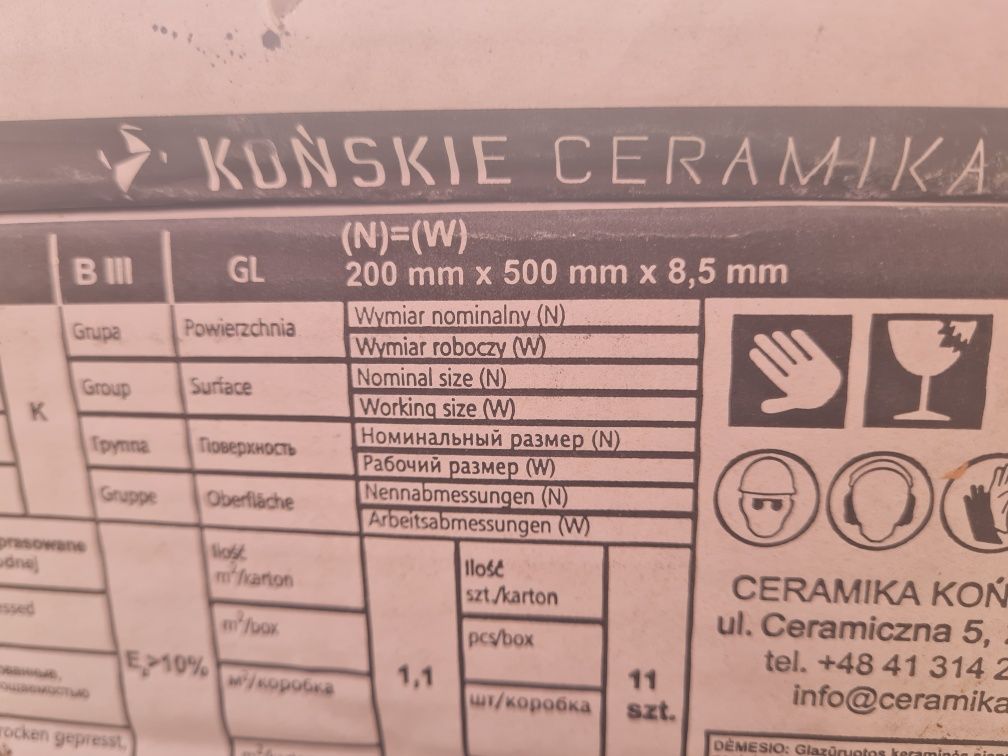 KOŃSKIE CERAMIKA
(N)=(W)
B III GL 200 mm x 500 mm x 8,5 mm
K
Grupa Powierzchnia Wymiar nominalny (N)
Wymiar roboczy (W)
Group Surface Nominal size (N)
Working size (W)
Группа Поверхность Номинальный размер (N)
Рабочий размер (W)
Gruppe Oberfläche Nennabmessungen (N)
Arbeitsabmessungen (W)
prasowane
Ilość
m²/karton
Ilość
szt./karton
m²/box
pcs/box
E >10%
м²/коробка
1,1
шт/коробка
11
szt.
rocken gepresst,
м²/коробка
CERAMIKA KOŃ
ul. Ceramiczna 5,
tel. +48 41 314 2
info@ceramika
DĖMESIO: Glazūruotos